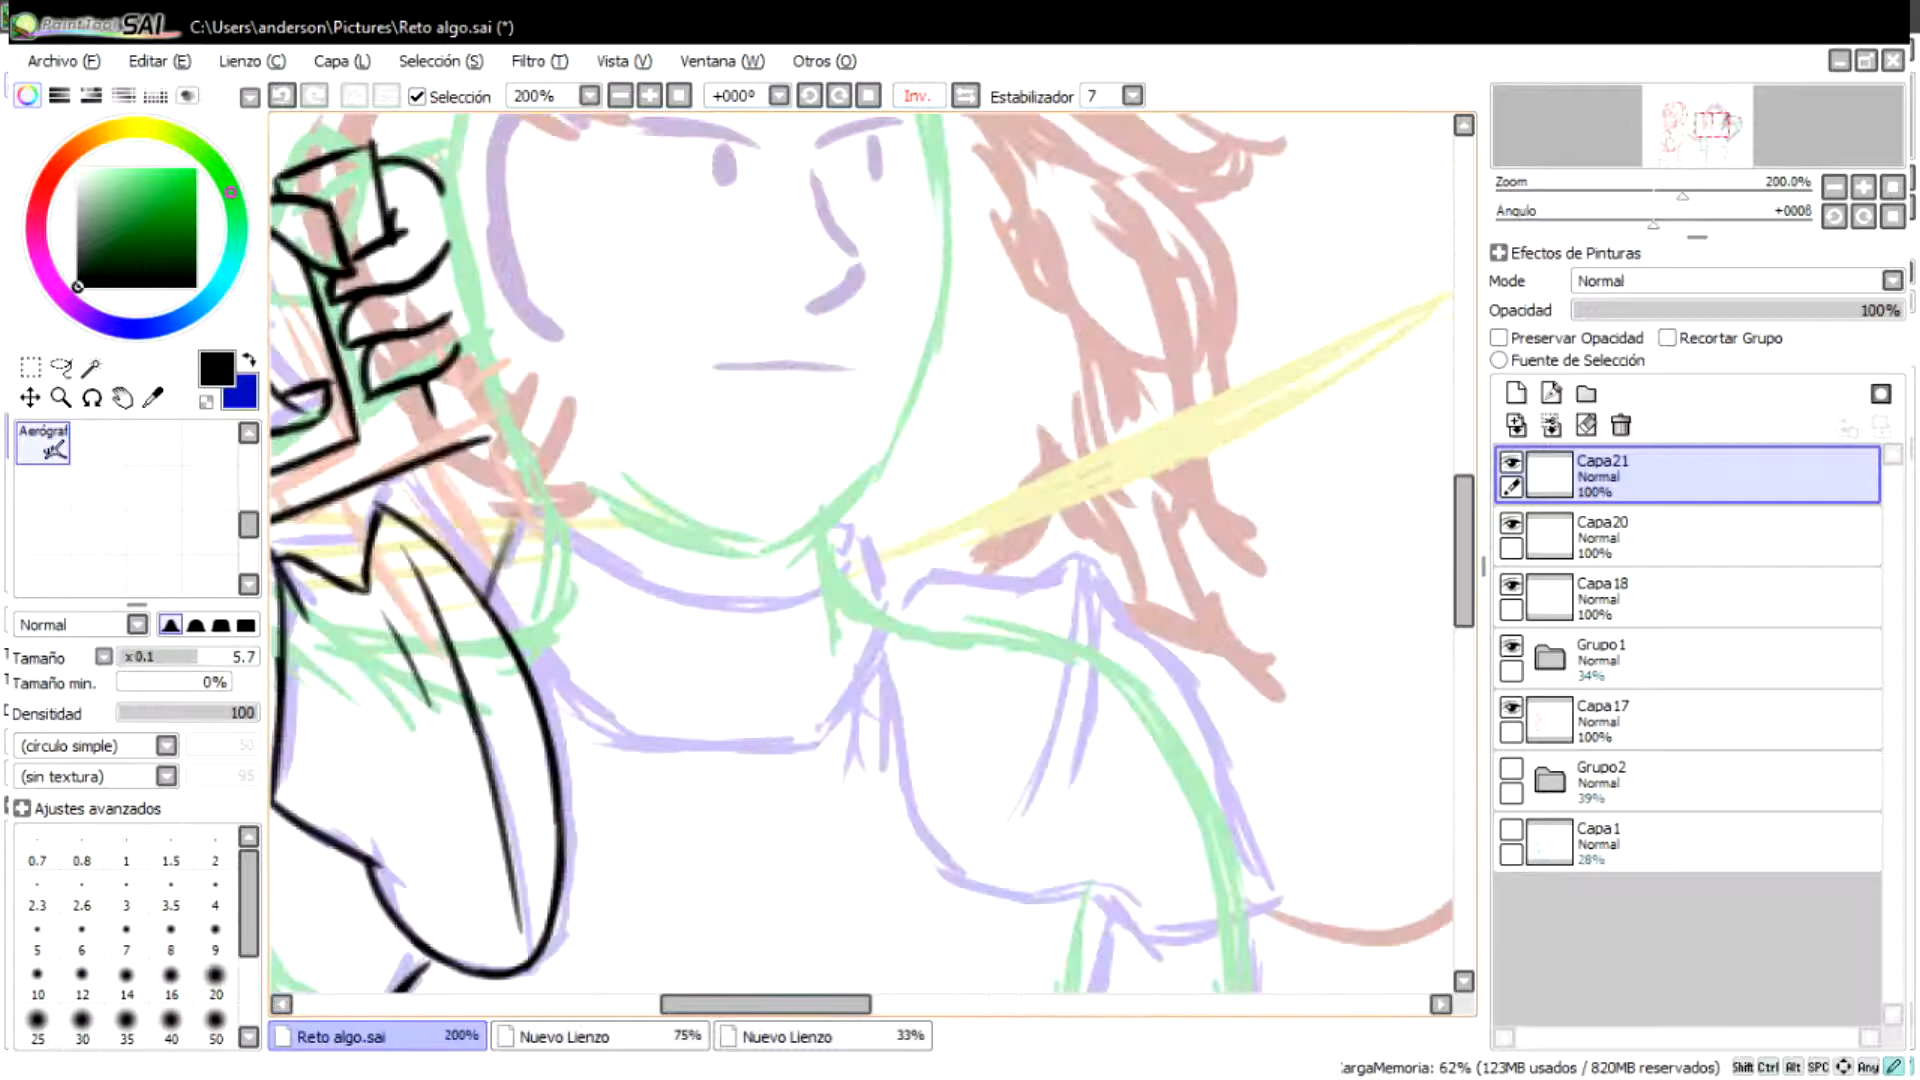 PaintTool SAI C:\Users\anderson\Pictures\Reto algo.sai (*)
Archivo (F) Editar (E) Lienzo (C) Capa (L) Selección (S) Filtro (T) Vista (V) Ventana (W) Otros (O)
Selección 200% +000º Inv. Estabilizador 7
Zoom 200.0%
Angulo +000ß
Efectos de Pinturas
Mode Normal
Opacidad 100%
Preservar Opacidad Recortar Grupo
Fuente de Selección
Aerógraf
Capa21
Normal
100%
Capa20
Normal
100%
Capa18
Normal
100%
Grupo1
Normal
34%
Capa17
Normal
100%
Grupo2
Normal
39%
Capa1
Normal
28%
Normal
Tamaño x0.1 5.7
Tamaño min. 0%
Densitidad 100
(círculo simple) 50
(sin textura) 95
Ajustes avanzados
0.7 0.8 1 1.5 2
2.3 2.6 3 3.5 4
5 6 7 8 9
10 12 14 16 20
25 30 35 40 50
Reto algo.sai 200% Nuevo Lienzo 75% Nuevo Lienzo 33%
argaMemoria: 62% (123MB usados / 820MB reservados) Shift Ctrl Alt SPC Any